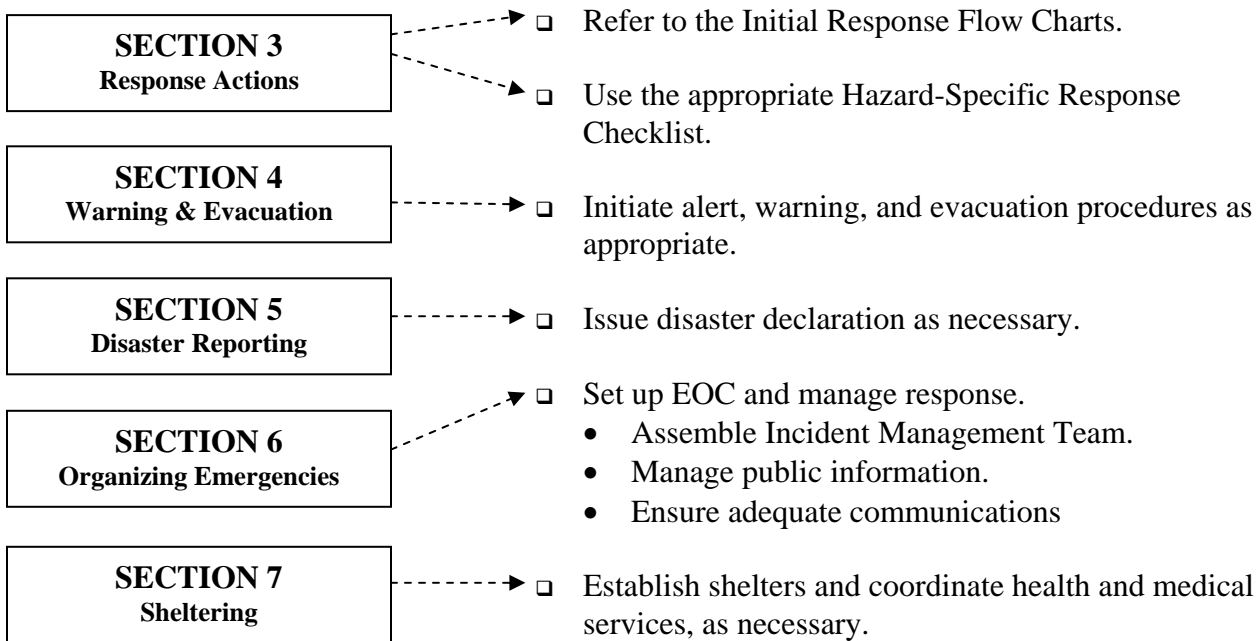 SECTION 3
Response Actions
❑ Refer to the Initial Response Flow Charts.
❑ Use the appropriate Hazard-Specific Response
Checklist.
SECTION 4
Warning & Evacuation
❑ Initiate alert, warning, and evacuation procedures as
appropriate.
SECTION 5
Disaster Reporting
❑ Issue disaster declaration as necessary.
SECTION 6
Organizing Emergencies
❑ Set up EOC and manage response.
• Assemble Incident Management Team.
• Manage public information.
• Ensure adequate communications
SECTION 7
Sheltering
❑ Establish shelters and coordinate health and medical
services, as necessary.